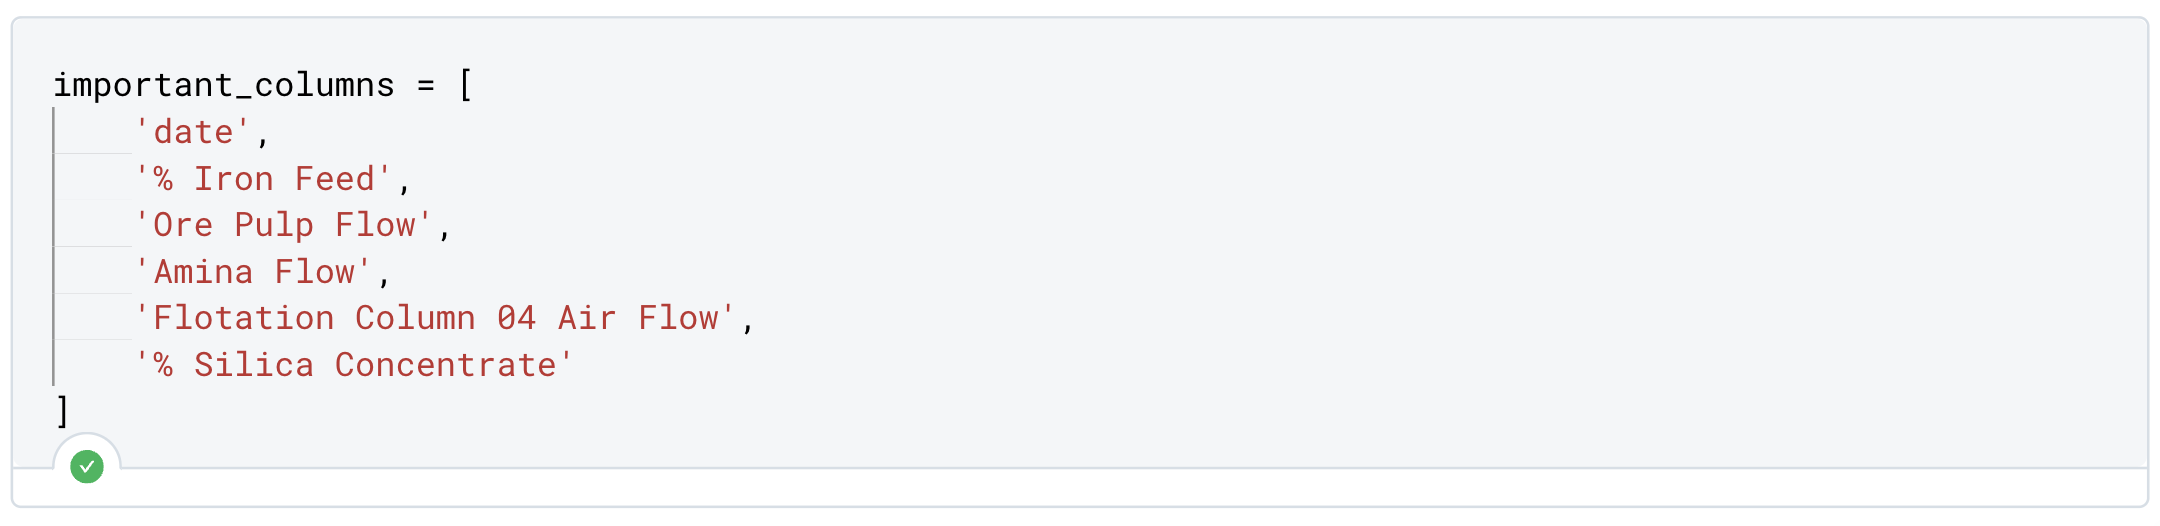 important_columns = [
    'date',
    '% Iron Feed',
    'Ore Pulp Flow',
    'Amina Flow',
    'Flotation Column 04 Air Flow',
    '% Silica Concentrate'
]